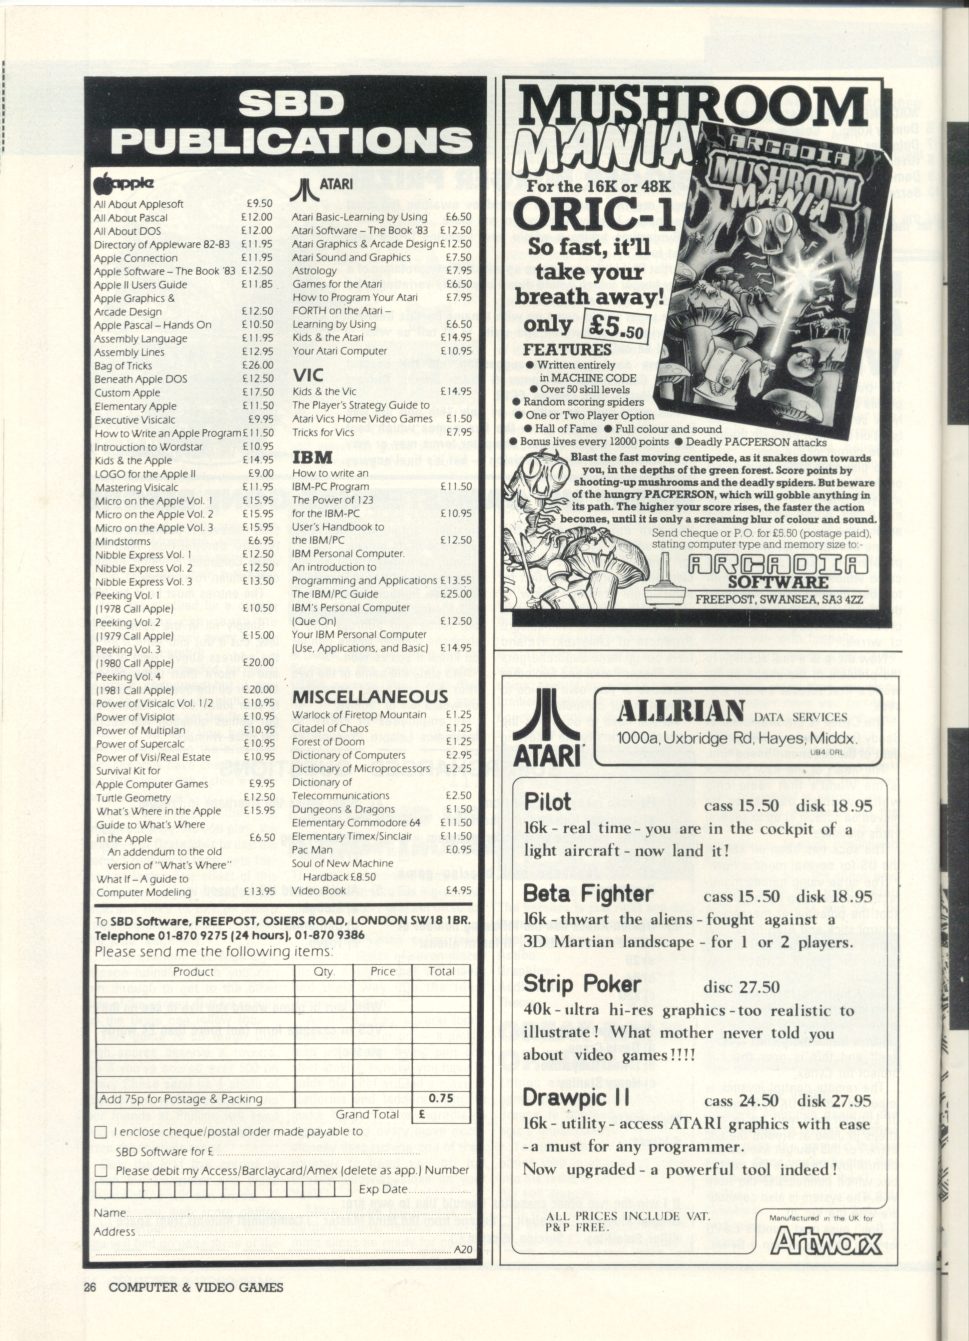 SBD
PUBLICATIONS
apple
All About Applesoft £9.50
All About Pascal £12.00
All About DOS £12.00
Directory of Appleware 82-83 £11.95
Apple Connection £11.95
Apple Software – The Book '83 £12.50
Apple II Users Guide £11.85
Apple Graphics &
Arcade Design £12.50
Apple Pascal – Hands On £10.50
Assembly Language £11.95
Assembly Lines £12.95
Bag of Tricks £26.00
Beneath Apple DOS £12.50
Custom Apple £17.50
Elementary Apple £11.50
Executive Visicalc £9.95
How to Write an Apple Program £11.50
Introuction to Wordstar £10.95
Kids & the Apple £14.95
LOGO for the Apple II £9.00
Mastering Visicalc £11.95
Micro on the Apple Vol. 1 £15.95
Micro on the Apple Vol. 2 £15.95
Micro on the Apple Vol. 3 £15.95
Mindstorms £6.95
Nibble Express Vol. 1 £12.50
Nibble Express Vol. 2 £12.50
Nibble Express Vol. 3 £13.50
Peeking Vol. 1
(1978 Call Apple) £10.50
Peeking Vol. 2
(1979 Call Apple) £15.00
Peeking Vol. 3
(1980 Call Apple) £20.00
Peeking Vol. 4
(1981 Call Apple) £20.00
Power of Visicalc Vol. 1/2 £10.95
Power of Visiplot £10.95
Power of Multiplan £10.95
Power of Supercalc £10.95
Power of Visi/Real Estate £10.95
Survival Kit for
Apple Computer Games £9.95
Turtle Geometry £12.50
What's Where in the Apple £15.95
Guide to What's Where
in the Apple £6.50
An addendum to the old
version of "What's Where"
What If – A guide to
Computer Modeling £13.95
ATARI
Atari Basic-Learning by Using £6.50
Atari Software – The Book '83 £12.50
Atari Graphics & Arcade Design £12.50
Atari Sound and Graphics £7.50
Astrology £7.95
Games for the Atari £6.50
How to Program Your Atari £7.95
FORTH on the Atari –
Learning by Using £6.50
Kids & the Atari £14.95
Your Atari Computer £10.95
VIC
Kids & the Vic £14.95
The Player's Strategy Guide to
Atari Vics Home Video Games £1.50
Tricks for Vics £7.95
IBM
How to write an
IBM-PC Program £11.50
The Power of 123
for the IBM-PC £10.95
User's Handbook to
the IBM/PC £12.50
IBM Personal Computer.
An introduction to
Programming and Applications £13.55
The IBM/PC Guide £25.00
IBM's Personal Computer
(Que On) £12.50
Your IBM Personal Computer
(Use, Applications, and Basic) £14.95
MISCELLANEOUS
Warlock of Firetop Mountain £1.25
Citadel of Chaos £1.25
Forest of Doom £1.25
Dictionary of Computers £2.95
Dictionary of Microprocessors £2.25
Dictionary of
Telecommunications £2.50
Dungeons & Dragons £1.50
Elementary Commodore 64 £11.50
Elementary Timex/Sinclair £11.50
Pac Man £0.95
Soul of New Machine
Hardback £8.50
Video Book £4.95
To SBD Software, FREEPOST, OSIERS ROAD, LONDON SW18 1BR.
Telephone 01-870 9275 (24 hours), 01-870 9386
Please send me the following items:
Product Qty. Price Total
Add 75p for Postage & Packing 0.75
Grand Total £
I enclose cheque/postal order made payable to
SBD Software for £
Please debit my Access/Barclaycard/Amex (delete as app.) Number
Exp Date
Name
Address
A20
MUSHROOM
MANIA
ARCADIA
MUSHROOM
MANIA
For the 16K or 48K
ORIC-1
So fast, it'll
take your
breath away!
only £5.50
FEATURES
● Written entirely
in MACHINE CODE
● Over 50 skill levels
● Random scoring spiders
● One or Two Player Option
● Hall of Fame ● Full colour and sound
● Bonus lives every 12000 points ● Deadly PACPERSON attacks
Blast the fast moving centipede, as it snakes down towards
you, in the depths of the green forest. Score points by
shooting-up mushrooms and the deadly spiders. But beware
of the hungry PACPERSON, which will gobble anything in
its path. The higher your score rises, the faster the action
becomes, until it is only a screaming blur of colour and sound.
Send cheque or P.O. for £5.50 (postage paid),
stating computer type and memory size to:-
ARCADIA
SOFTWARE
FREEPOST, SWANSEA, SA3 4ZZ
ATARI
ALLRIAN DATA SERVICES
1000a, Uxbridge Rd, Hayes, Middx.
UB4 0RL
Pilot cass 15.50 disk 18.95
16k - real time - you are in the cockpit of a
light aircraft - now land it!
Beta Fighter cass 15.50 disk 18.95
16k - thwart the aliens - fought against a
3D Martian landscape - for 1 or 2 players.
Strip Poker disc 27.50
40k - ultra hi-res graphics - too realistic to
illustrate! What mother never told you
about video games!!!!
Drawpic II cass 24.50 disk 27.95
16k - utility - access ATARI graphics with ease
-a must for any programmer.
Now upgraded - a powerful tool indeed!
ALL PRICES INCLUDE VAT.
P&P FREE.
Manufactured in the UK for
Artworx
26 COMPUTER & VIDEO GAMES